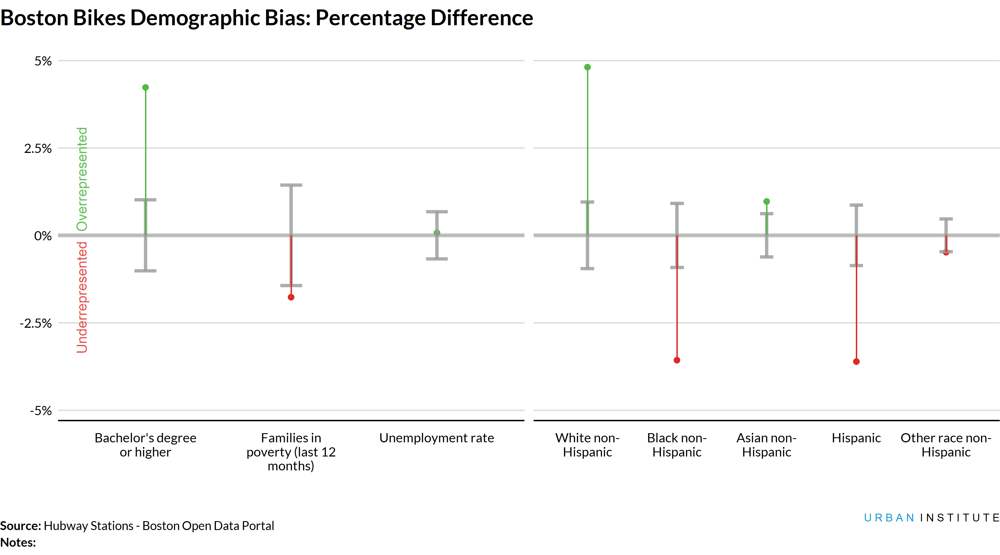 Boston Bikes Demographic Bias: Percentage Difference
5%
2.5%
0%
-2.5%
-5%
Overrepresented
Underrepresented
Bachelor's degree
or higher
Families in
poverty (last 12
months)
Unemployment rate
White non-
Hispanic
Black non-
Hispanic
Asian non-
Hispanic
Hispanic
Other race non-
Hispanic
URBAN INSTITUTE
Source: Hubway Stations - Boston Open Data Portal
Notes: